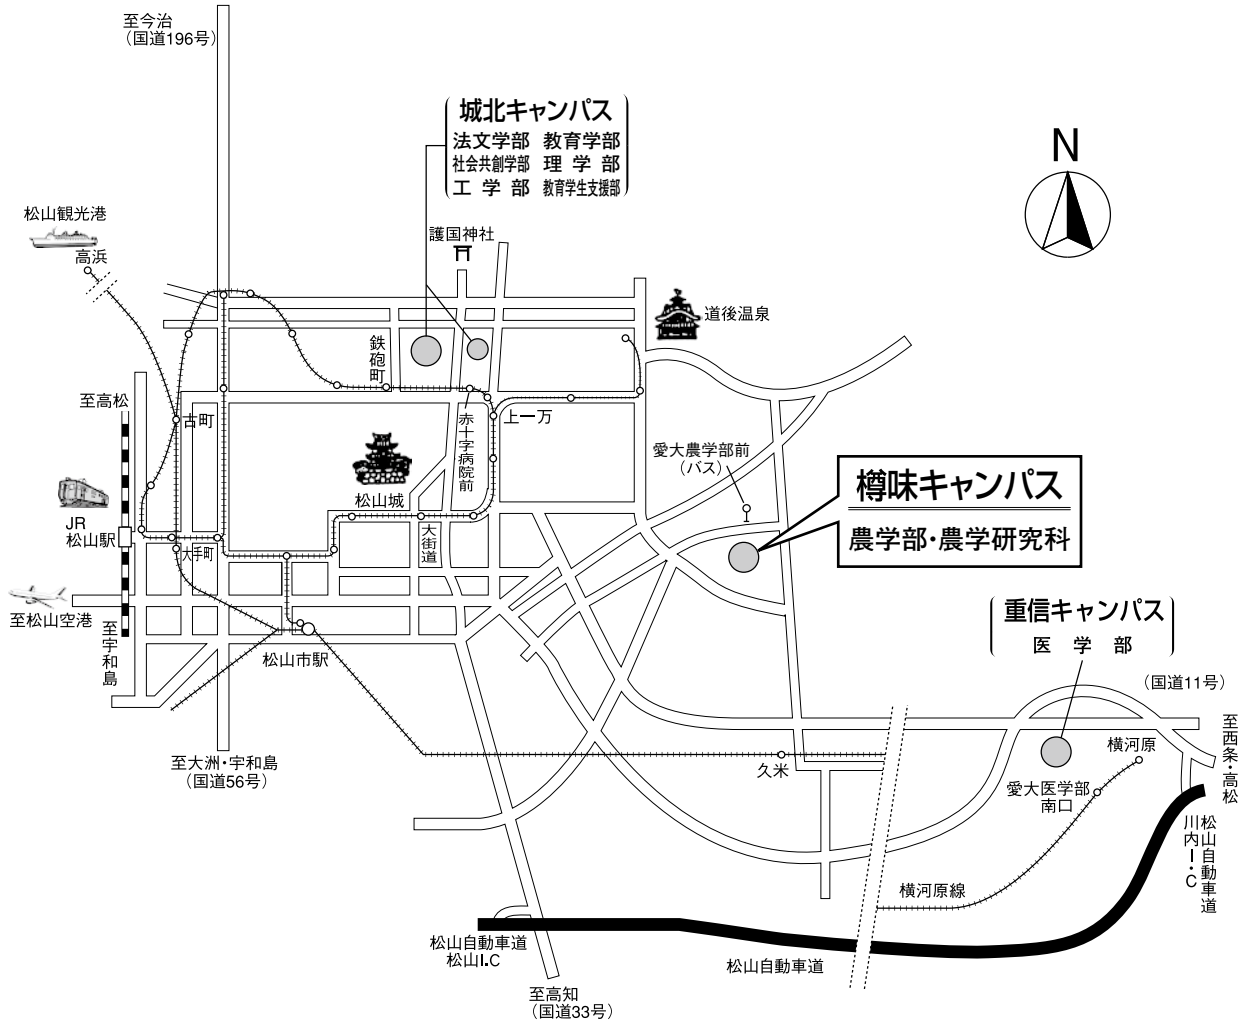 至今治
（国道196号）
城北キャンパス
法文学部 教育学部
社会共創学部 理学部
工学部 教育学生支援部
N
松山観光港
高浜
護国神社
道後温泉
鉄砲町
至高松
古町
上一万
赤十字病院前
愛大農学部前
（バス）
樽味キャンパス
農学部・農学研究科
松山城
JR
松山駅
大手町
大街道
至松山空港
至宇和島
松山市駅
重信キャンパス
医学部
（国道11号）
至西条・高松
横河原
至大洲・宇和島
（国道56号）
久米
愛大医学部
南口
松山自動車道
川内I・C
横河原線
松山自動車道
松山I.C
松山自動車道
至高知
（国道33号）